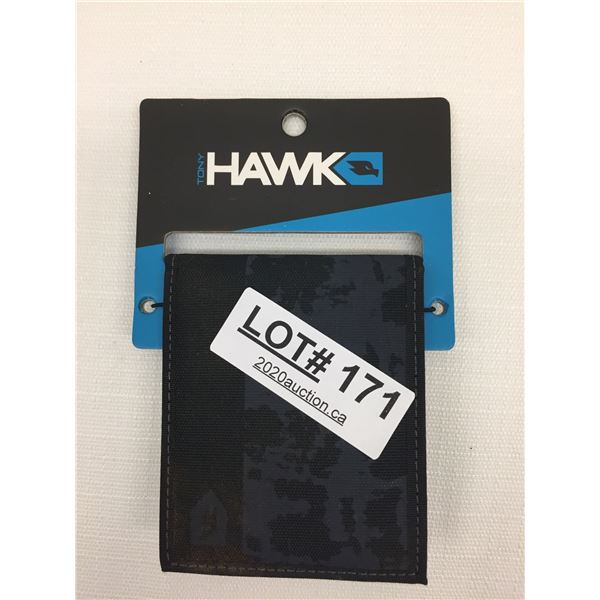 TONY
HAWK
LOT# 171
2020auction.ca